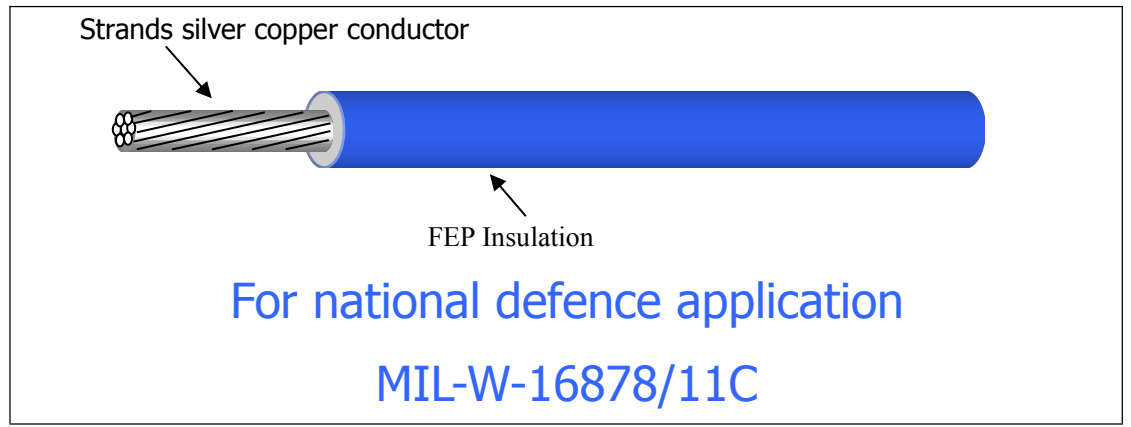 Strands silver copper conductor
FEP Insulation
For national defence application
MIL-W-16878/11C